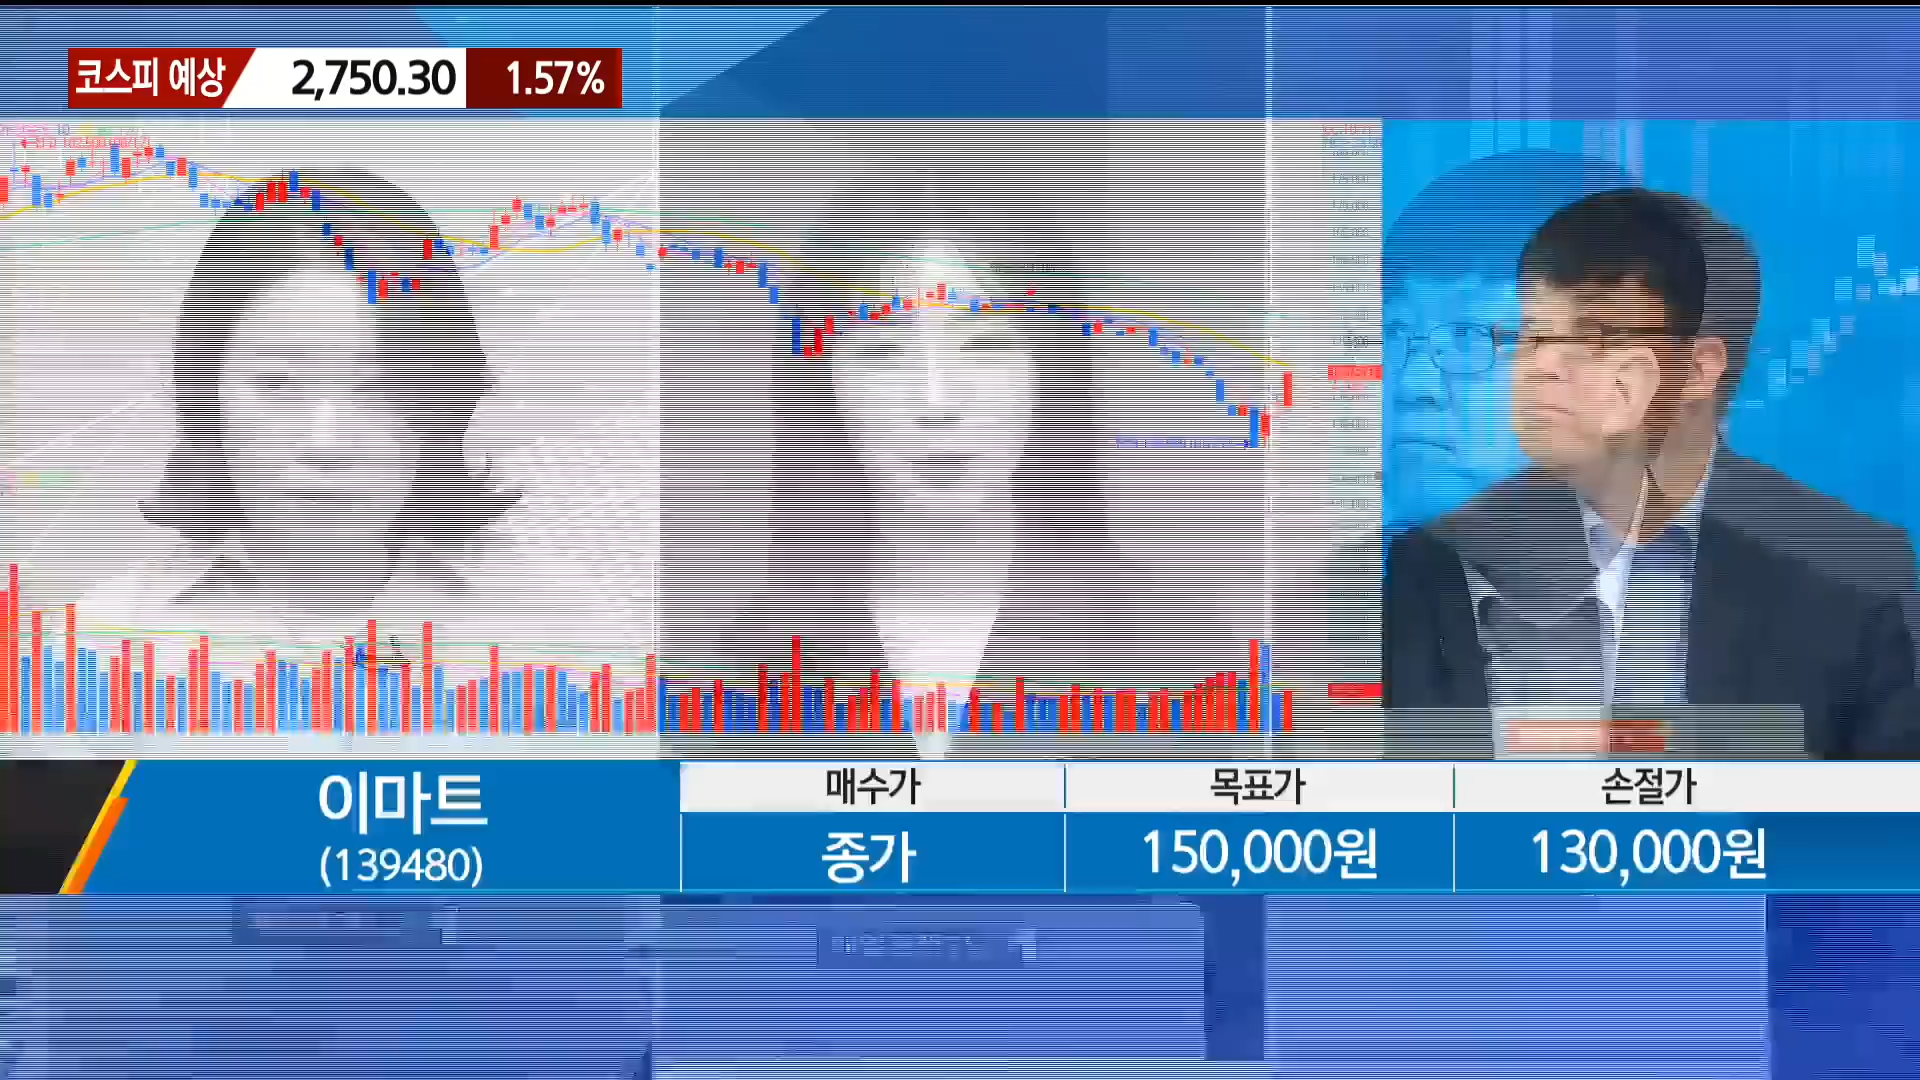 코스피 예상 2,750.30 1.57%
이마트
(139480)
매수가 목표가 손절가
종가 150,000원 130,000원